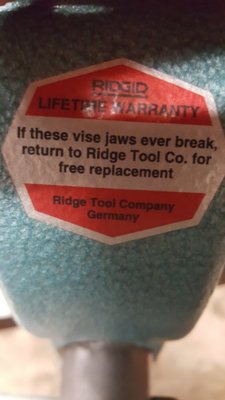 RIDGID
LIFETIME WARRANTY
If these vise jaws ever break,
return to Ridge Tool Co. for
free replacement
Ridge Tool Company
Germany